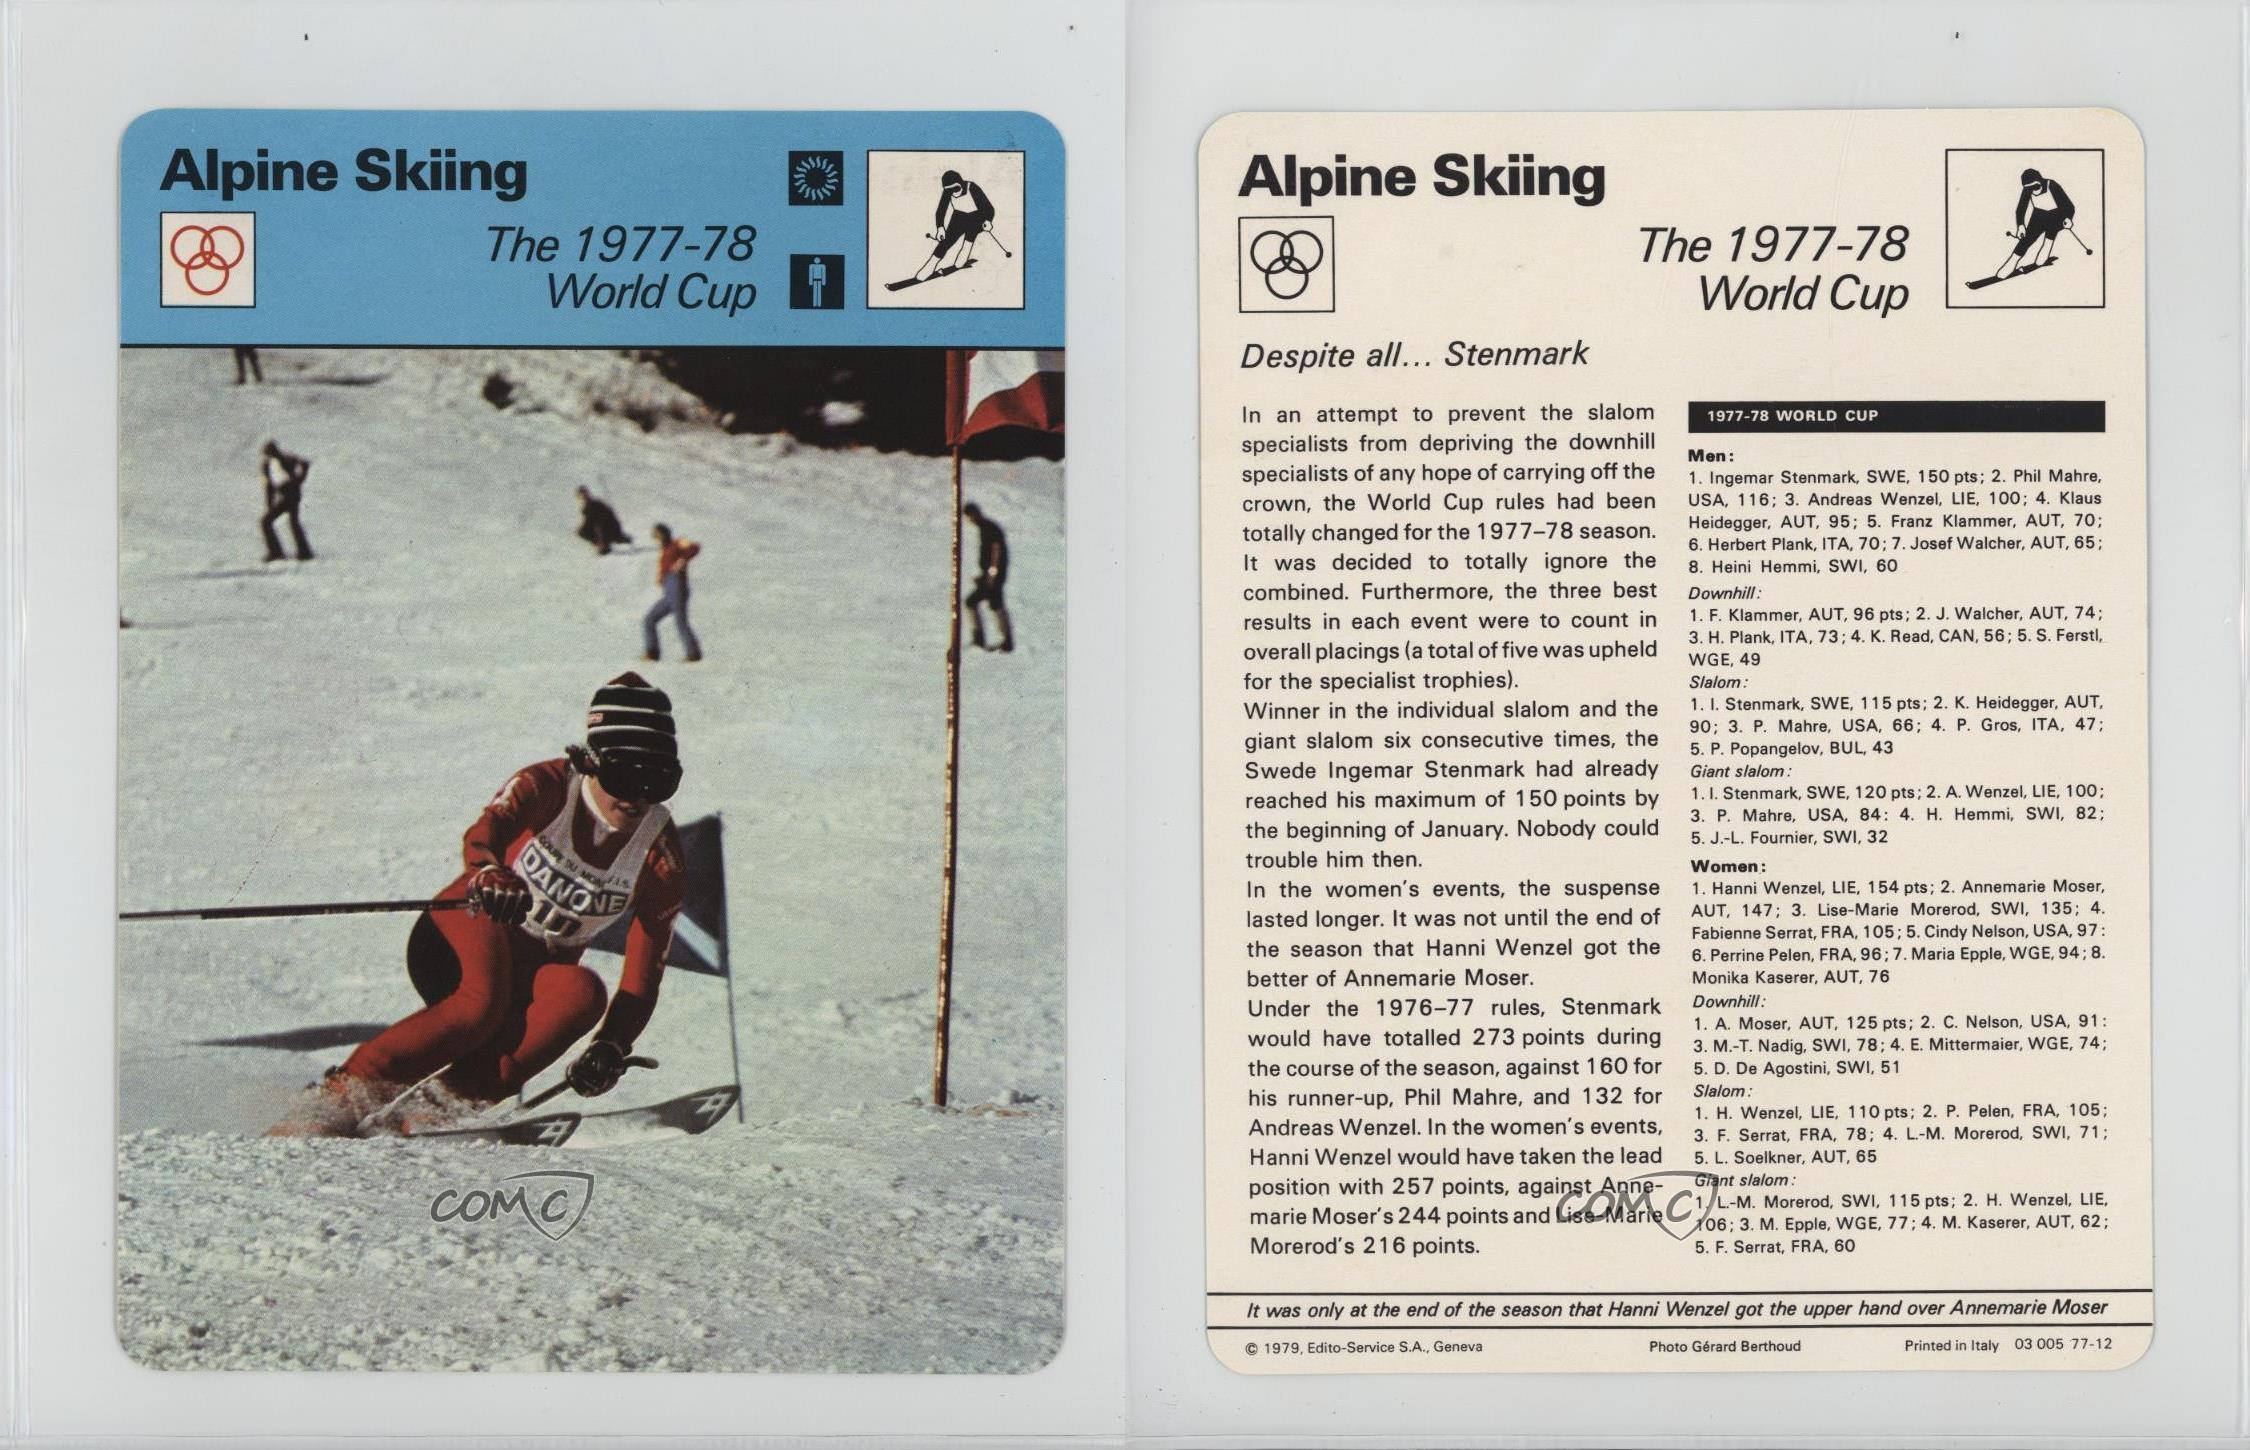 Alpine Skiing
The 1977-78
World Cup
COUPE DU MONDE F.I.S.
DANONE
10
COMC
Alpine Skiing
The 1977-78
World Cup
Despite all... Stenmark
In an attempt to prevent the slalom
specialists from depriving the downhill
specialists of any hope of carrying off the
crown, the World Cup rules had been
totally changed for the 1977–78 season.
It was decided to totally ignore the
combined. Furthermore, the three best
results in each event were to count in
overall placings (a total of five was upheld
for the specialist trophies).
Winner in the individual slalom and the
giant slalom six consecutive times, the
Swede Ingemar Stenmark had already
reached his maximum of 150 points by
the beginning of January. Nobody could
trouble him then.
In the women's events, the suspense
lasted longer. It was not until the end of
the season that Hanni Wenzel got the
better of Annemarie Moser.
Under the 1976–77 rules, Stenmark
would have totalled 273 points during
the course of the season, against 160 for
his runner-up, Phil Mahre, and 132 for
Andreas Wenzel. In the women's events,
Hanni Wenzel would have taken the lead
position with 257 points, against Anne-
marie Moser's 244 points and Lise-Marie
Morerod's 216 points.
1977-78 WORLD CUP
Men:
1. Ingemar Stenmark, SWE, 150 pts; 2. Phil Mahre,
USA, 116; 3. Andreas Wenzel, LIE, 100; 4. Klaus
Heidegger, AUT, 95; 5. Franz Klammer, AUT, 70;
6. Herbert Plank, ITA, 70; 7. Josef Walcher, AUT, 65;
8. Heini Hemmi, SWI, 60
Downhill:
1. F. Klammer, AUT, 96 pts; 2. J. Walcher, AUT, 74;
3. H. Plank, ITA, 73; 4. K. Read, CAN, 56; 5. S. Ferstl,
WGE, 49
Slalom:
1. I. Stenmark, SWE, 115 pts; 2. K. Heidegger, AUT,
90; 3. P. Mahre, USA, 66; 4. P. Gros, ITA, 47;
5. P. Popangelov, BUL, 43
Giant slalom:
1. I. Stenmark, SWE, 120 pts; 2. A. Wenzel, LIE, 100;
3. P. Mahre, USA, 84: 4. H. Hemmi, SWI, 82;
5. J.-L. Fournier, SWI, 32
Women:
1. Hanni Wenzel, LIE, 154 pts; 2. Annemarie Moser,
AUT, 147; 3. Lise-Marie Morerod, SWI, 135; 4.
Fabienne Serrat, FRA, 105; 5. Cindy Nelson, USA, 97:
6. Perrine Pelen, FRA, 96; 7. Maria Epple, WGE, 94; 8.
Monika Kaserer, AUT, 76
Downhill:
1. A. Moser, AUT, 125 pts; 2. C. Nelson, USA, 91:
3. M.-T. Nadig, SWI, 78; 4. E. Mittermaier, WGE, 74;
5. D. De Agostini, SWI, 51
Slalom:
1. H. Wenzel, LIE, 110 pts; 2. P. Pelen, FRA, 105;
3. F. Serrat, FRA, 78; 4. L.-M. Morerod, SWI, 71;
5. L. Soelkner, AUT, 65
Giant slalom:
1. L.-M. Morerod, SWI, 115 pts; 2. H. Wenzel, LIE,
106; 3. M. Epple, WGE, 77; 4. M. Kaserer, AUT, 62;
5. F. Serrat, FRA, 60
COMC
It was only at the end of the season that Hanni Wenzel got the upper hand over Annemarie Moser
© 1979, Edito-Service S.A., Geneva
Photo Gérard Berthoud
Printed in Italy 03 005 77-12